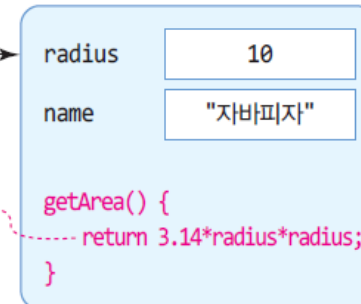 radius 10
name "자바피자"
getArea() {
return 3.14*radius*radius;
}